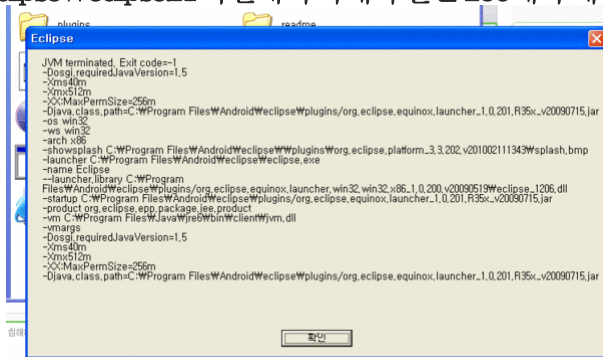 plugins
readme
Eclipse
JVM terminated, Exit code=-1
-Dosgi,requiredJavaVersion=1,5
-Xms40m
-Xmx512m
-XX:MaxPermSize=256m
-Djava,class,path=C:₩Program Files₩Android₩eclipse₩plugins/org,eclipse,equinox,launcher_1,0,201,R35x_v20090715,jar
-os win32
-ws win32
-arch x86
-showsplash C:₩Program Files₩Android₩eclipse₩₩plugins₩org,eclipse,platform_3,3,202,v201002111343₩splash,bmp
-launcher C:₩Program Files₩Android₩eclipse₩eclipse,exe
-name Eclipse
--launcher,library C:₩Program
Files₩Android₩eclipse₩plugins/org,eclipse,equinox,launcher,win32,win32,x86_1,0,200,v20090519₩eclipse_1206,dll
-startup C:₩Program Files₩Android₩eclipse₩plugins/org,eclipse,equinox,launcher_1,0,201,R35x_v20090715,jar
-product org,eclipse,epp,package,jee,product
-vm C:₩Program Files₩Java₩jre6₩bin₩client₩jvm,dll
-vmargs
-Dosgi,requiredJavaVersion=1,5
-Xms40m
-Xmx512m
-XX:MaxPermSize=256m
-Djava,class,path=C:₩Program Files₩Android₩eclipse₩plugins/org,eclipse,equinox,launcher_1,0,201,R35x_v20090715,jar
확인